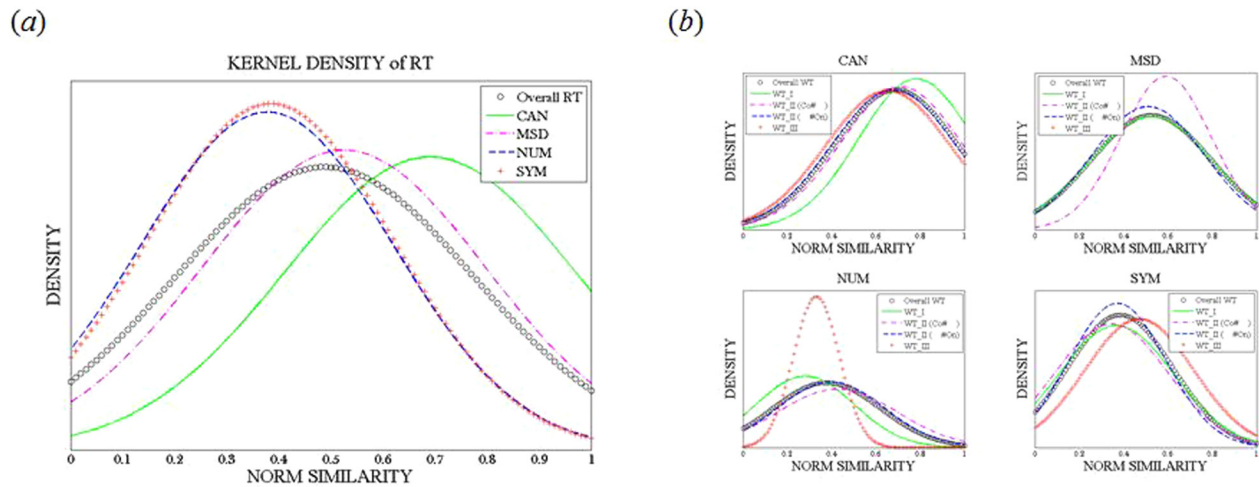 (a)
KERNEL DENSITY of RT
DENSITY
Overall RT
CAN
MSD
NUM
SYM
0 0.1 0.2 0.3 0.4 0.5 0.6 0.7 0.8 0.9 1
NORM SIMILARITY
(b)
CAN
DENSITY
Overall WT
WT_I
WT_II (Co# )
WT_II ( #On)
WT_III
0 0.2 0.4 0.6 0.8 1
NORM SIMILARITY
MSD
DENSITY
Overall WT
WT_I
WT_II (Co# )
WT_II ( #On)
WT_III
0 0.2 0.4 0.6 0.8 1
NORM SIMILARITY
NUM
DENSITY
Overall WT
WT_I
WT_II (Co# )
WT_II ( #On)
WT_III
0 0.2 0.4 0.6 0.8 1
NORM SIMILARITY
SYM
DENSITY
Overall WT
WT_I
WT_II (Co# )
WT_II ( #On)
WT_III
0 0.2 0.4 0.6 0.8 1
NORM SIMILARITY